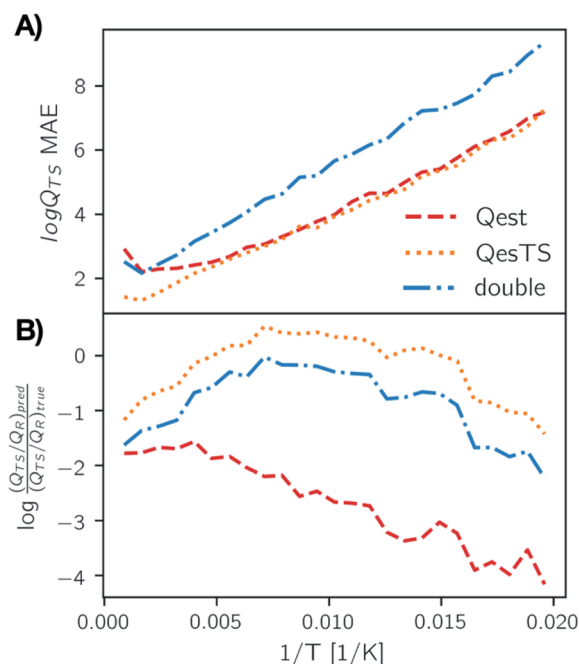 A)
8
6
4
2
logQ_TS MAE
Qest
QesTS
double
B)
0
−1
−2
−3
−4
log (Q_TS/Q_R)_pred / (Q_TS/Q_R)_true
0.000 0.005 0.010 0.015 0.020
1/T [1/K]